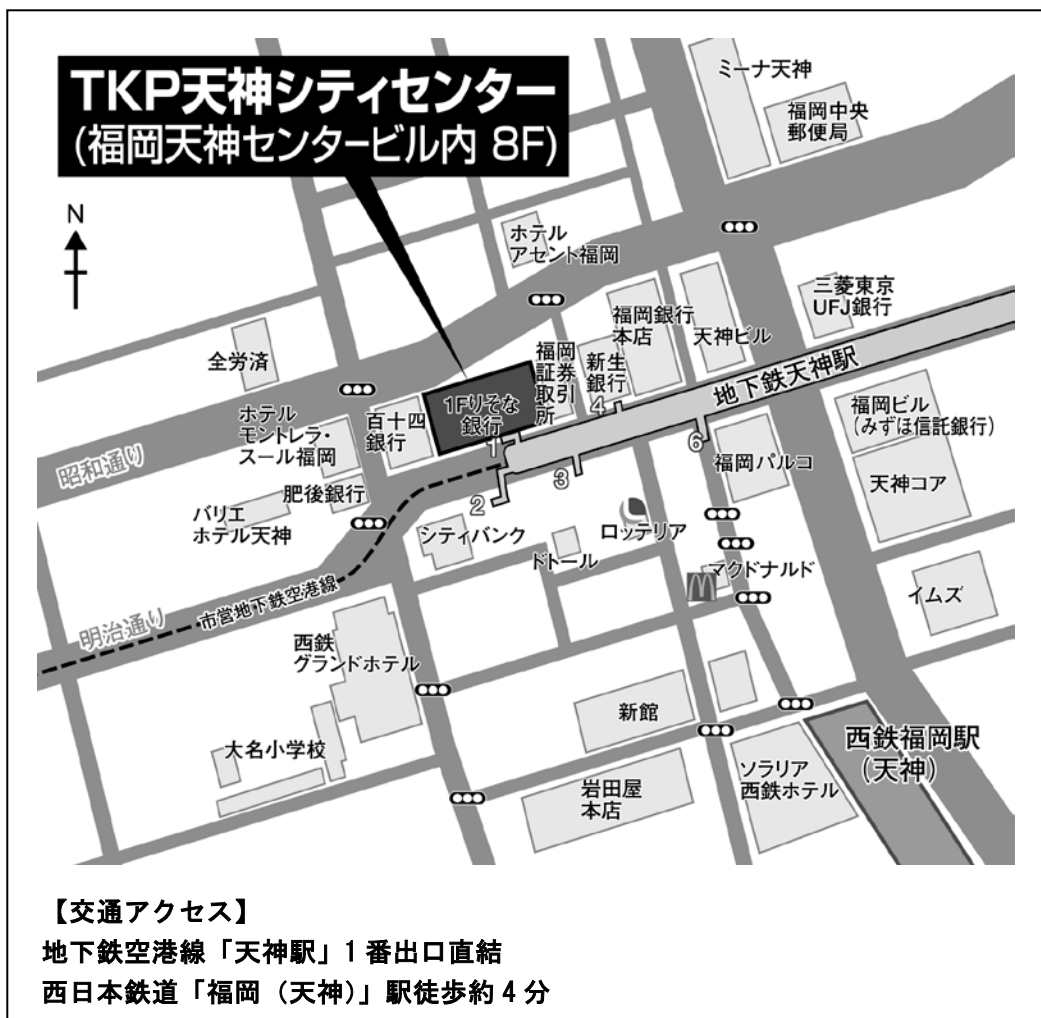 TKP天神シティセンター
(福岡天神センタービル内 8F)
N
ミーナ天神
福岡中央
郵便局
ホテル
アセント福岡
三菱東京
UFJ銀行
福岡銀行
本店
天神ビル
福岡
証券
取引
所
新生
銀行
4
全労済
1Fりそな
銀行
1
百十四
銀行
ホテル
モントレラ・
スール福岡
地下鉄天神駅
福岡ビル
(みずほ信託銀行)
昭和通り
6
福岡パルコ
天神コア
3
2
肥後銀行
バリエ
ホテル天神
シティバンク
ロッテリア
ドトール
マクドナルド
イムズ
市営地下鉄空港線
明治通り
西鉄
グランドホテル
新館
大名小学校
西鉄福岡駅
(天神)
ソラリア
西鉄ホテル
岩田屋
本店
【交通アクセス】
地下鉄空港線「天神駅」1番出口直結
西日本鉄道「福岡（天神）」駅徒歩約4分